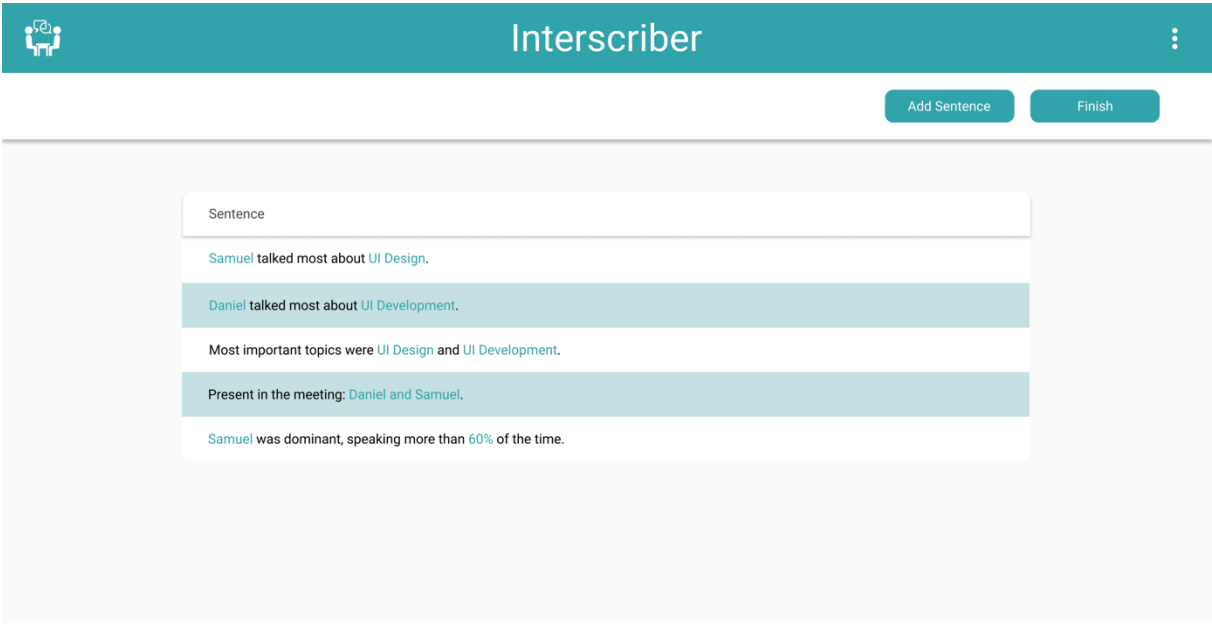 Interscriber
Add Sentence Finish
Sentence
Samuel talked most about UI Design.
Daniel talked most about UI Development.
Most important topics were UI Design and UI Development.
Present in the meeting: Daniel and Samuel.
Samuel was dominant, speaking more than 60% of the time.